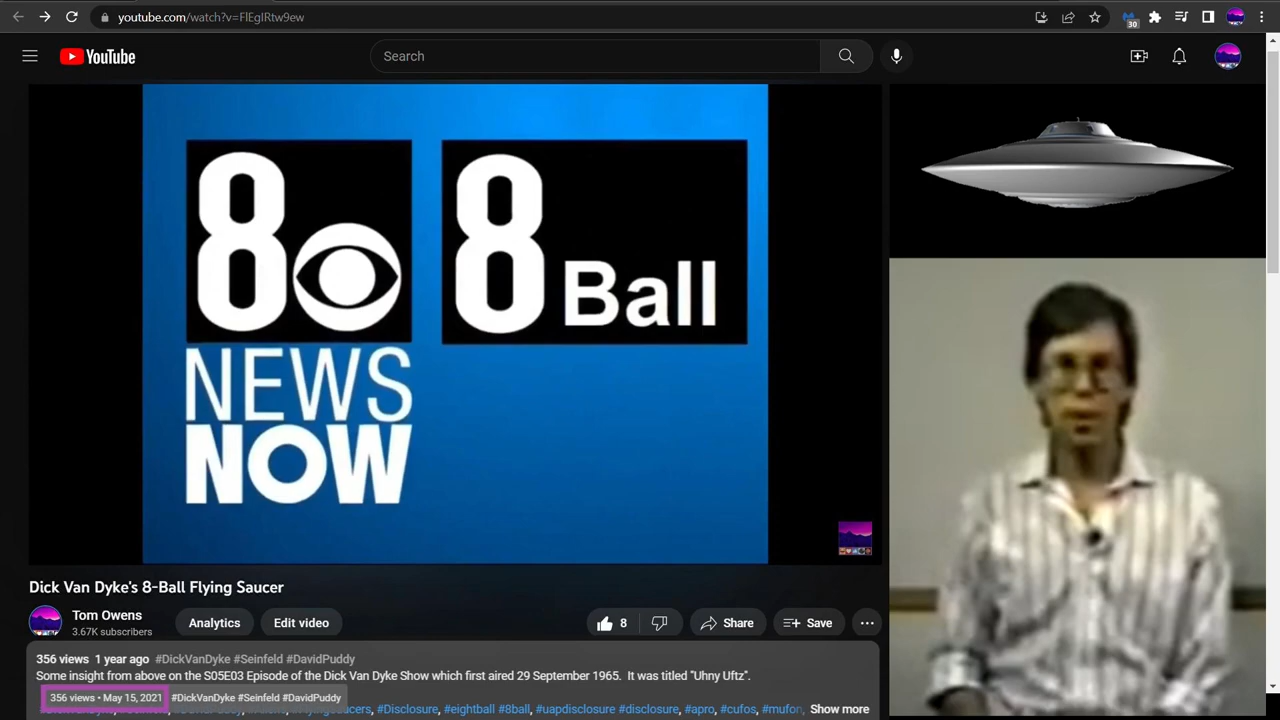 youtube.com/watch?v=FlEglRtw9ew
30
YouTube
Search
8 8 Ball
NEWS
NOW
Dick Van Dyke's 8-Ball Flying Saucer
Tom Owens
3.67K subscribers
Analytics
Edit video
8
Share
Save
356 views 1 year ago #DickVanDyke #Seinfeld #DavidPuddy
Some insight from above on the S05E03 Episode of the Dick Van Dyke Show which first aired 29 September 1965. It was titled "Uhny Uftz".
356 views • May 15, 2021 #DickVanDyke #Seinfeld #DavidPuddy
#Disclosure, #eightball #8ball, #uapdisclosure #disclosure, #apro, #cufos, #mufon Show more